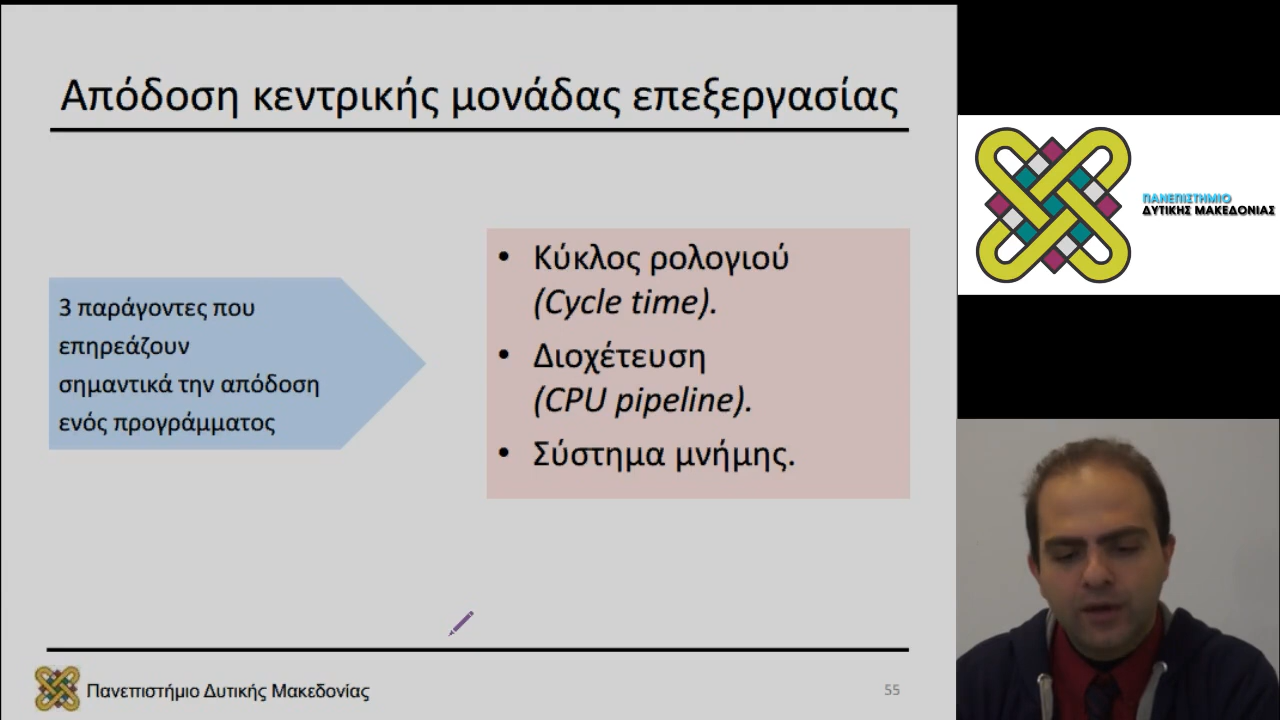 Απόδοση κεντρικής μονάδας επεξεργασίας
3 παράγοντες που
επηρεάζουν
σημαντικά την απόδοση
ενός προγράμματος
• Κύκλος ρολογιού
(Cycle time).
• Διοχέτευση
(CPU pipeline).
• Σύστημα μνήμης.
Πανεπιστήμιο Δυτικής Μακεδονίας
55
ΠΑΝΕΠΙΣΤΗΜΙΟ
ΔΥΤΙΚΗΣ ΜΑΚΕΔΟΝΙΑΣ